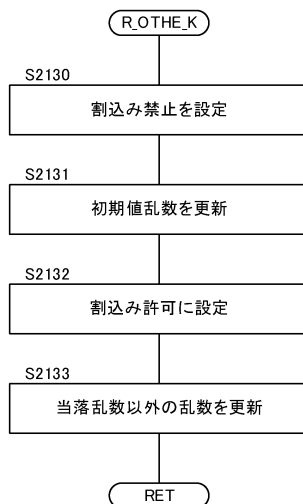 R_OTHE_K
S2130
割込み禁止を設定
S2131
初期値乱数を更新
S2132
割込み許可に設定
S2133
当落乱数以外の乱数を更新
RET